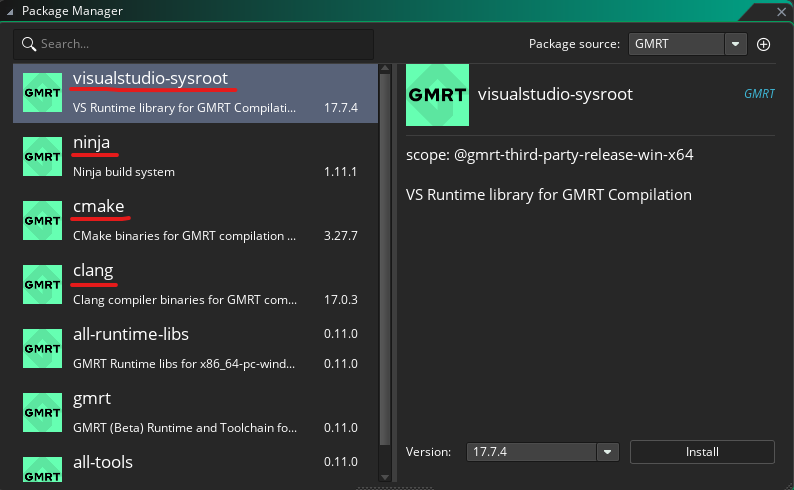 Package Manager
Search...
Package source: GMRT
GMRT
visualstudio-sysroot
VS Runtime library for GMRT Compilati... 17.7.4
GMRT
ninja
Ninja build system 1.11.1
GMRT
cmake
CMake binaries for GMRT compilation ... 3.27.7
GMRT
clang
Clang compiler binaries for GMRT com... 17.0.3
GMRT
all-runtime-libs 0.11.0
GMRT Runtime libs for x86_64-pc-wind... 0.11.0
GMRT
gmrt
GMRT (Beta) Runtime and Toolchain fo... 0.11.0
GMRT
all-tools 0.11.0
GMRT
visualstudio-sysroot GMRT
scope: @gmrt-third-party-release-win-x64
VS Runtime library for GMRT Compilation
Version: 17.7.4 Install